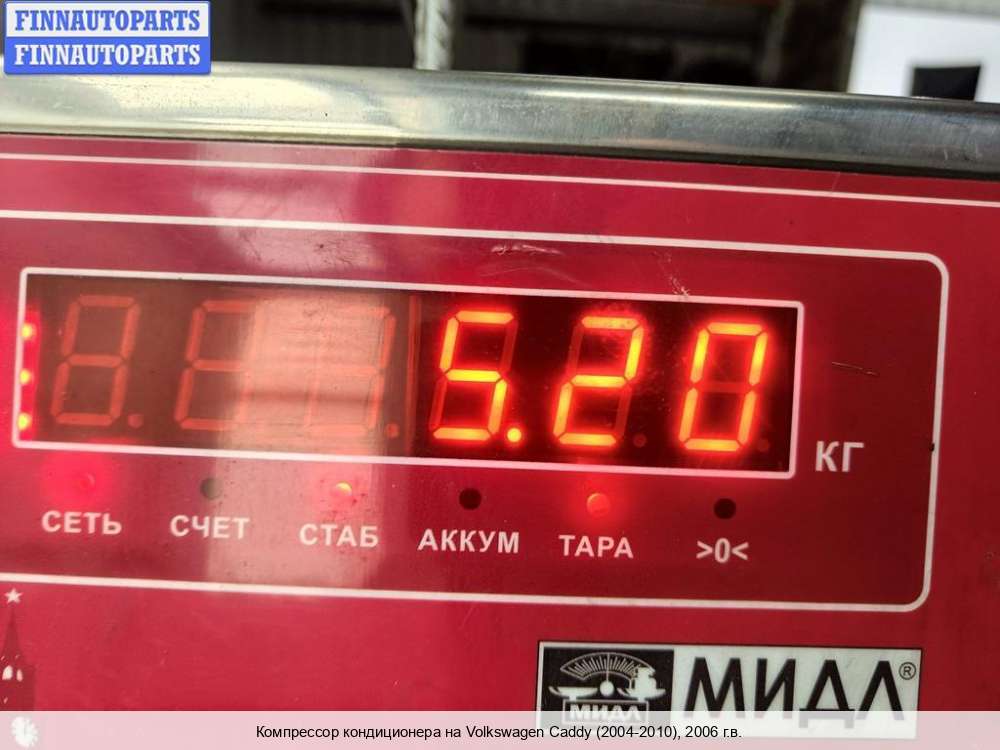 FINNAUTOPARTS
FINNAUTOPARTS
5.20
КГ
СЕТЬ СЧЕТ СТАБ АККУМ ТАРА >0<
МИДЛ МИДЛ®
Компрессор кондиционера на Volkswagen Caddy (2004-2010), 2006 г.в.